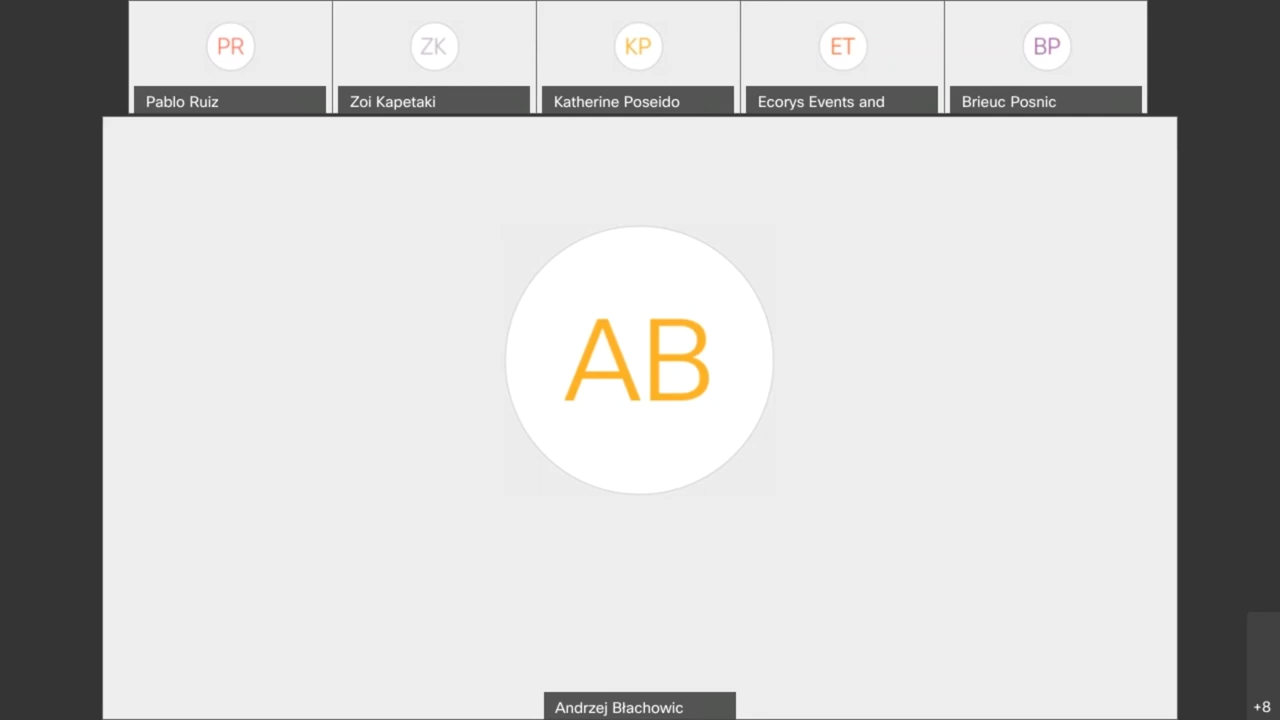 PR
ZK
KP
ET
BP
Pablo Ruiz
Zoi Kapetaki
Katherine Poseido
Ecorys Events and
Brieuc Posnic
AB
Andrzej Błachowic
+8